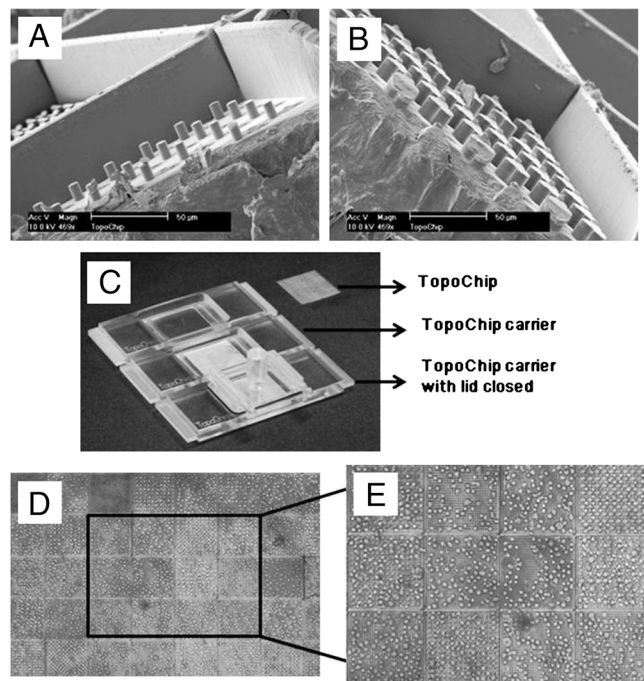 A
B
Acc V Magn 50 µm
10.0 kV 469x TopoChip
Acc V Magn 50 µm
10.0 kV 469x TopoChip
C
TopoChip
TopoChip carrier
TopoChip carrier
with lid closed
D
E